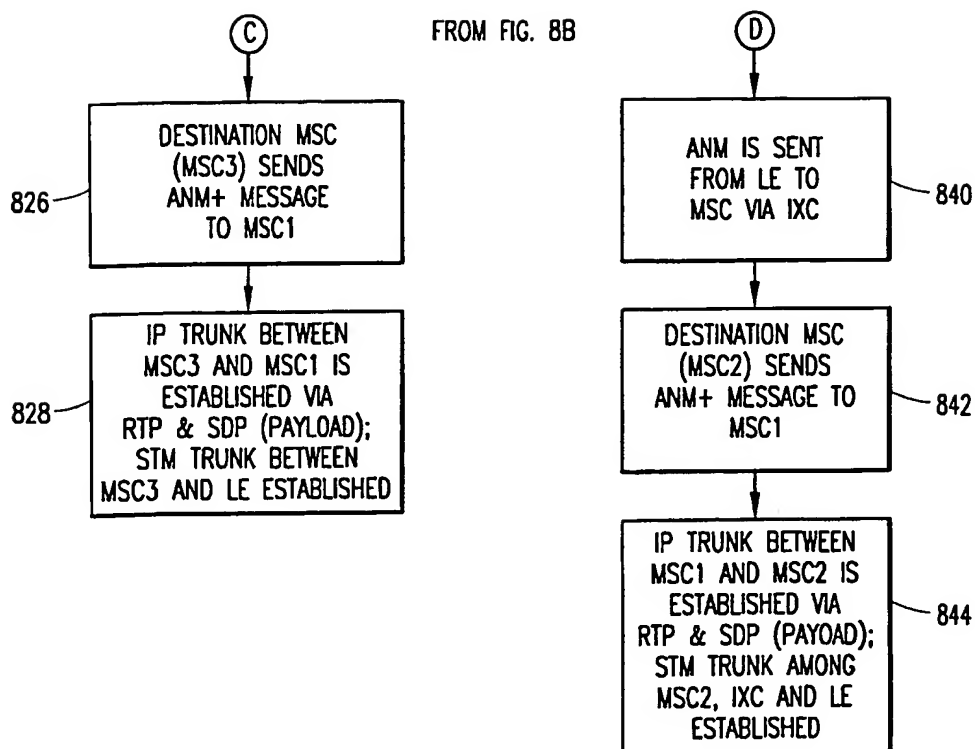 C
FROM FIG. 8B
D
DESTINATION MSC
(MSC3) SENDS
ANM+ MESSAGE
TO MSC1
826
IP TRUNK BETWEEN
MSC3 AND MSC1 IS
ESTABLISHED VIA
RTP & SDP (PAYLOAD);
STM TRUNK BETWEEN
MSC3 AND LE ESTABLISHED
828
ANM IS SENT
FROM LE TO
MSC VIA IXC
840
DESTINATION MSC
(MSC2) SENDS
ANM+ MESSAGE TO
MSC1
842
IP TRUNK BETWEEN
MSC1 AND MSC2 IS
ESTABLISHED VIA
RTP & SDP (PAYOAD);
STM TRUNK AMONG
MSC2, IXC AND LE
ESTABLISHED
844